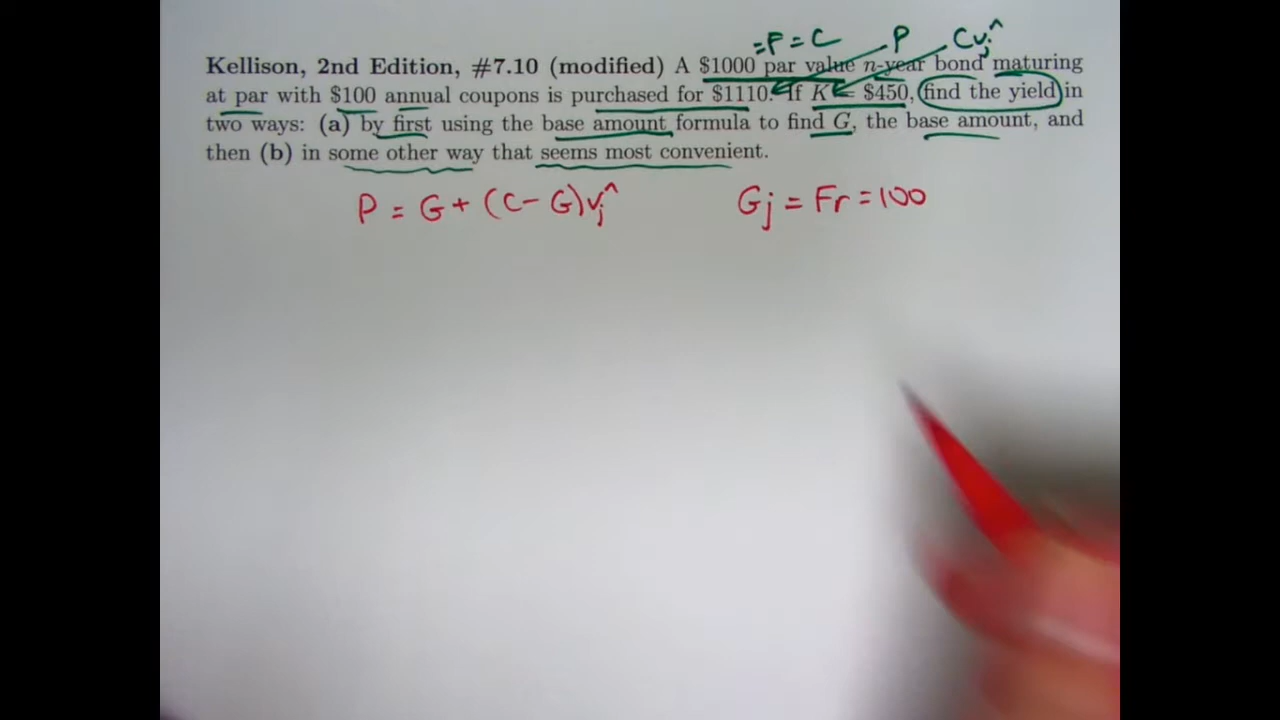 =P = C P Cvⱼⁿ
Kellison, 2nd Edition, #7.10 (modified) A $1000 par value n-year bond maturing
at par with $100 annual coupons is purchased for $1110. If K = $450, find the yield in
two ways: (a) by first using the base amount formula to find G, the base amount, and
then (b) in some other way that seems most convenient.
P = G + (C - G)vⱼⁿ Gj = Fr = 100